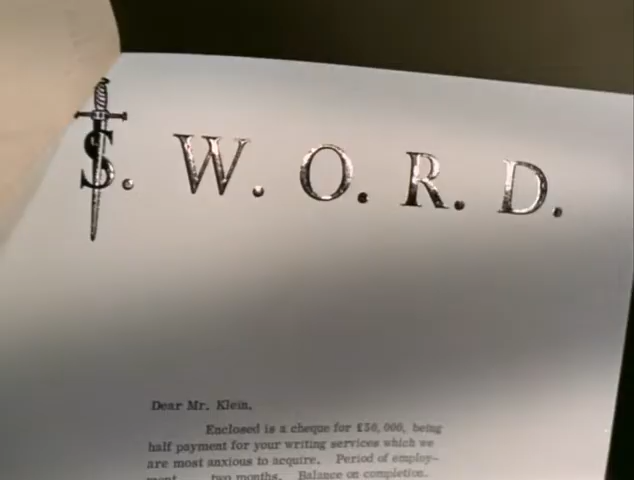 S. W. O. R. D.
Dear Mr. Klein,
Enclosed is a cheque for £50,000, being
half payment for your writing services which we
are most anxious to acquire. Period of employ-
ment two months. Balance on completion.